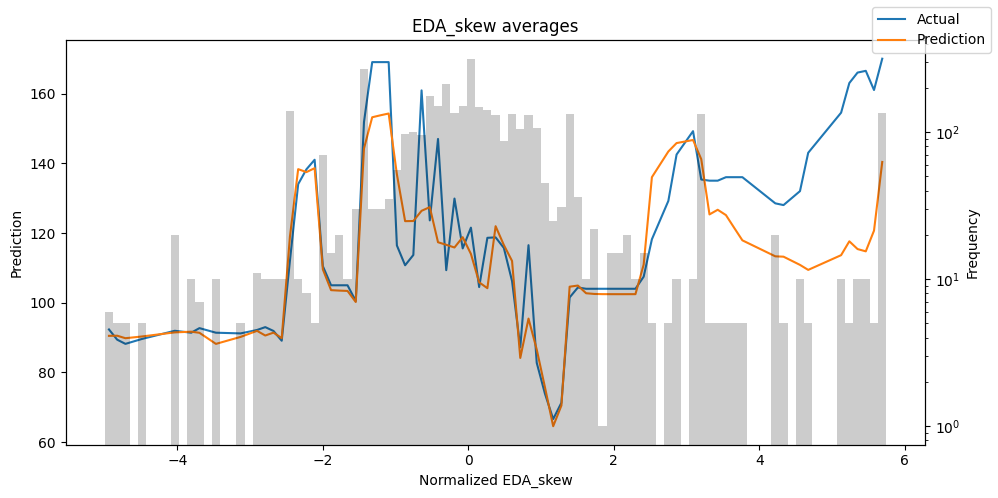 EDA_skew averages
Actual
Prediction
Prediction
160
140
120
100
80
60
10²
10¹
10⁰
Frequency
−4
−2
0
2
4
6
Normalized EDA_skew